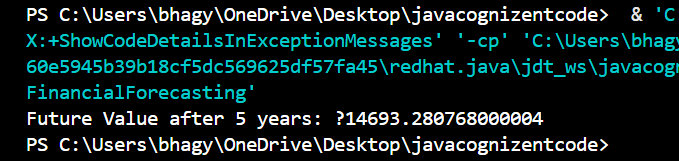 PS C:\Users\bhagy\OneDrive\Desktop\javacognizentcode>  & 'C
X:+ShowCodeDetailsInExceptionMessages' '-cp' 'C:\Users\bhagy
60e5945b39b18cf5dc569625df57fa45\redhat.java\jdt_ws\javacogn
FinancialForecasting'
Future Value after 5 years: ?14693.280768000004
PS C:\Users\bhagy\OneDrive\Desktop\javacognizentcode>